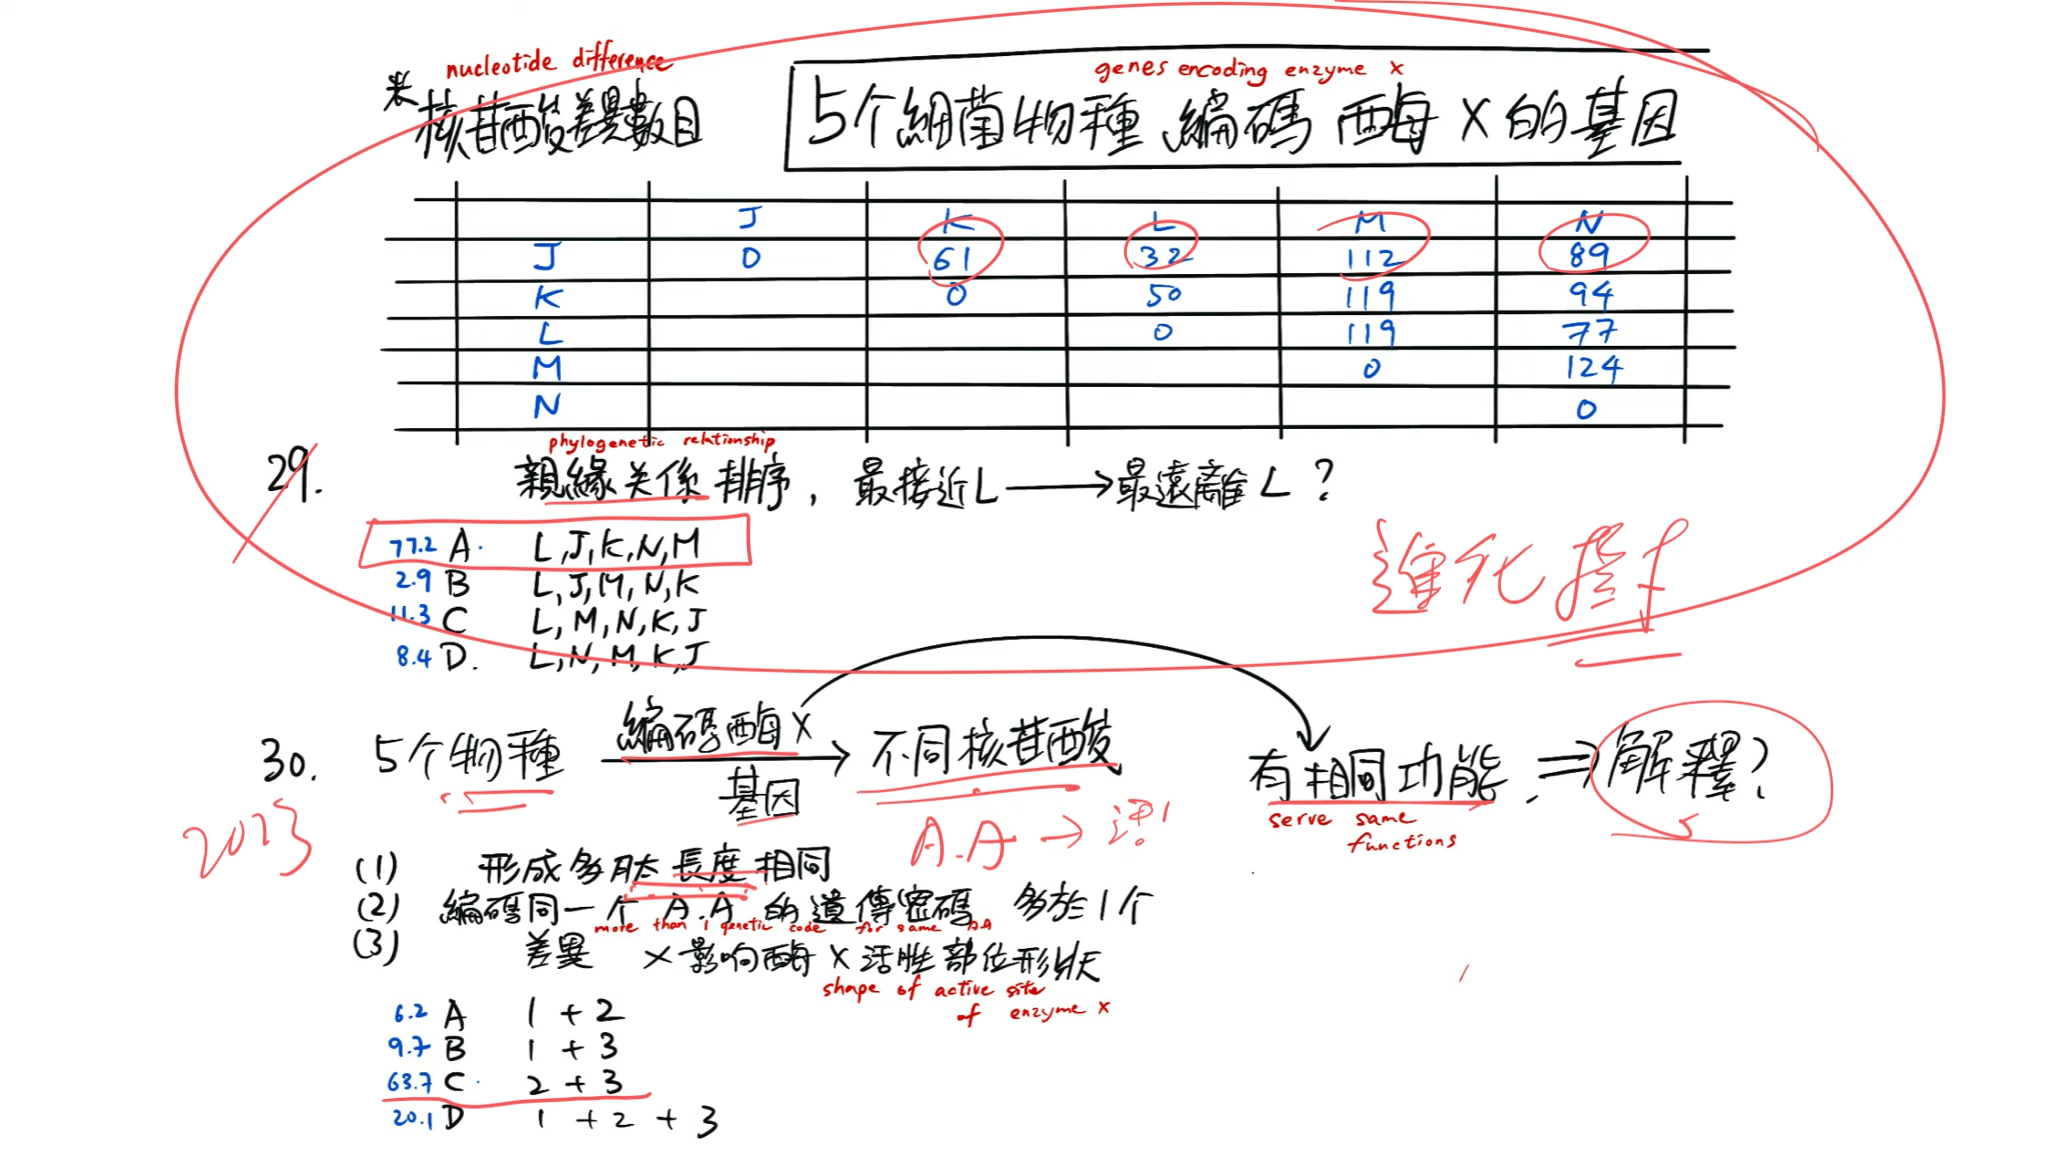 nucleotide difference
*核苷酸差異數目
genes encoding enzyme x
5个細菌物種 編碼 酶 X 的基因
J K L M N
J 0 61 32 112 89
K 0 50 119 94
L 0 119 77
M 0 124
N 0
phylogenetic relationship
29. 親緣关係排序, 最接近L → 最遠離L?
77.2 A. L,J,K,N,M
2.9 B L,J,M,N,K
11.3 C L,M,N,K,J
8.4 D. L,N,M,K,J
進化
30. 5个物種 編碼酶X 基因 → 不同核苷酸 有相同功能. ⇒ 解釋?
serve same
functions
2023
A.A →
(1) 形成多肽長度相同
(2) 編碼同一个 A.A 的遺傳密碼 多於1个
more than 1 genetic code for same AA
(3) 差異 ×影响酶 X 活性部位形狀
shape of active site
of enzyme x
6.2 A 1 + 2
9.7 B 1 + 3
63.7 C. 2 + 3
20.1 D 1 + 2 + 3